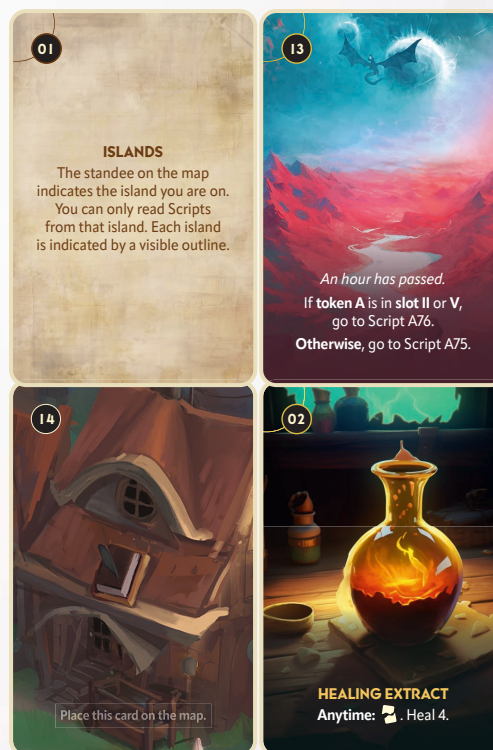 01
ISLANDS
The standee on the map
indicates the island you are on.
You can only read Scripts
from that island. Each island
is indicated by a visible outline.
13
An hour has passed.
If token A is in slot II or V,
go to Script A76.
Otherwise, go to Script A75.
14
Place this card on the map.
02
HEALING EXTRACT
Anytime: . Heal 4.